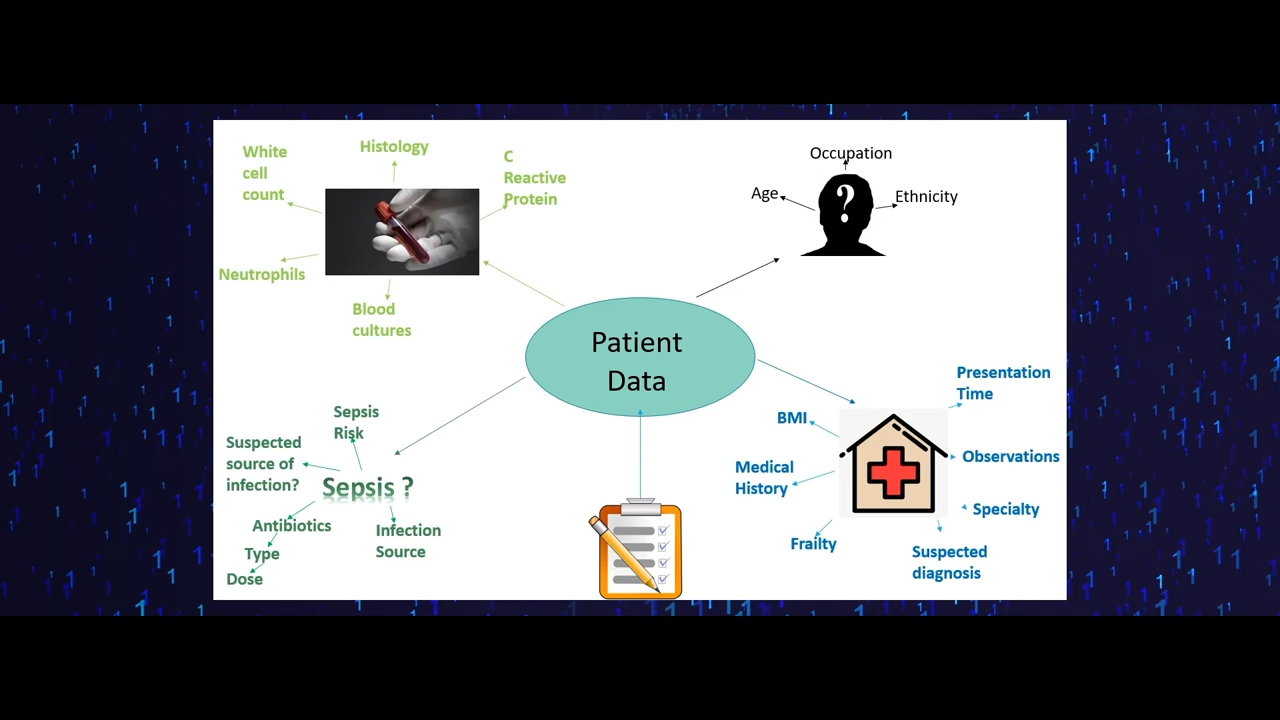 White
cell
count
Histology
C
Reactive
Protein
Neutrophils
Blood
cultures
Occupation
Age
?
Ethnicity
Patient
Data
Sepsis
Risk
Suspected
source of
infection?
Sepsis ?
Antibiotics
Type
Dose
Infection
Source
Presentation
Time
BMI
Observations
Medical
History
Specialty
Frailty
Suspected
diagnosis